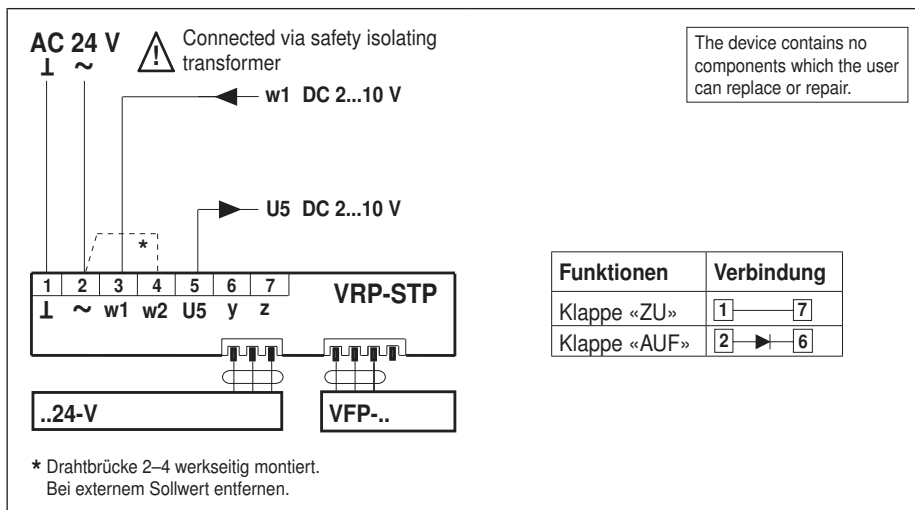 AC 24 V
⊥ ~
Connected via safety isolating
transformer
w1 DC 2...10 V
U5 DC 2...10 V
The device contains no
components which the user
can replace or repair.
*
1 2 3 4 5 6 7
⊥ ~ w1 w2 U5 y z
VRP-STP
..24-V
VFP-..
Funktionen Verbindung
Klappe «ZU» 1 7
Klappe «AUF» 2 6
* Drahtbrücke 2–4 werkseitig montiert.
Bei externem Sollwert entfernen.